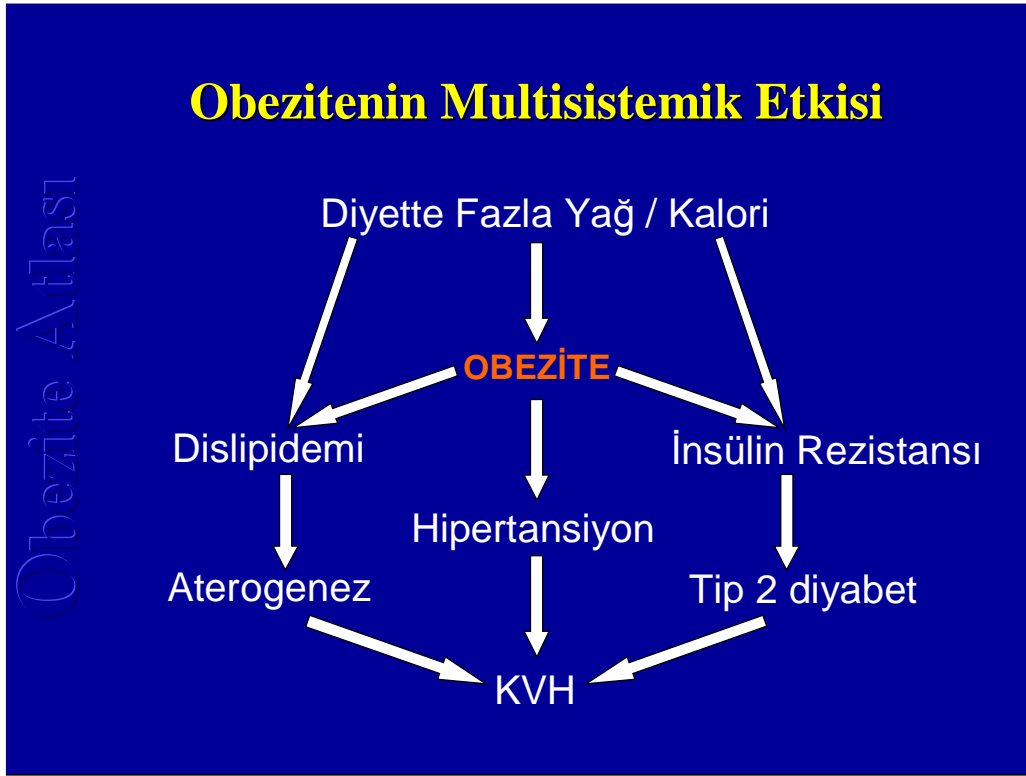 Obezitenin Multisistemik Etkisi
Obezite Atlası
Diyette Fazla Yağ / Kalori
OBEZİTE
Dislipidemi
İnsülin Rezistansı
Hipertansiyon
Aterogenez
Tip 2 diyabet
KVH